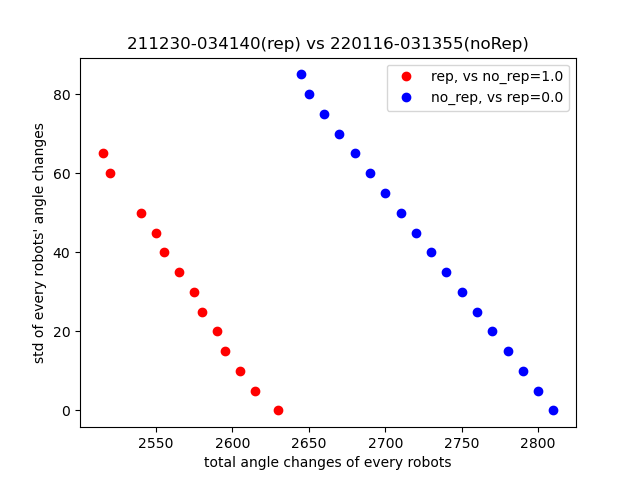 211230-034140(rep) vs 220116-031355(noRep)
rep, vs no_rep=1.0
no_rep, vs rep=0.0
std of every robots' angle changes
80
60
40
20
0
2550 2600 2650 2700 2750 2800
total angle changes of every robots